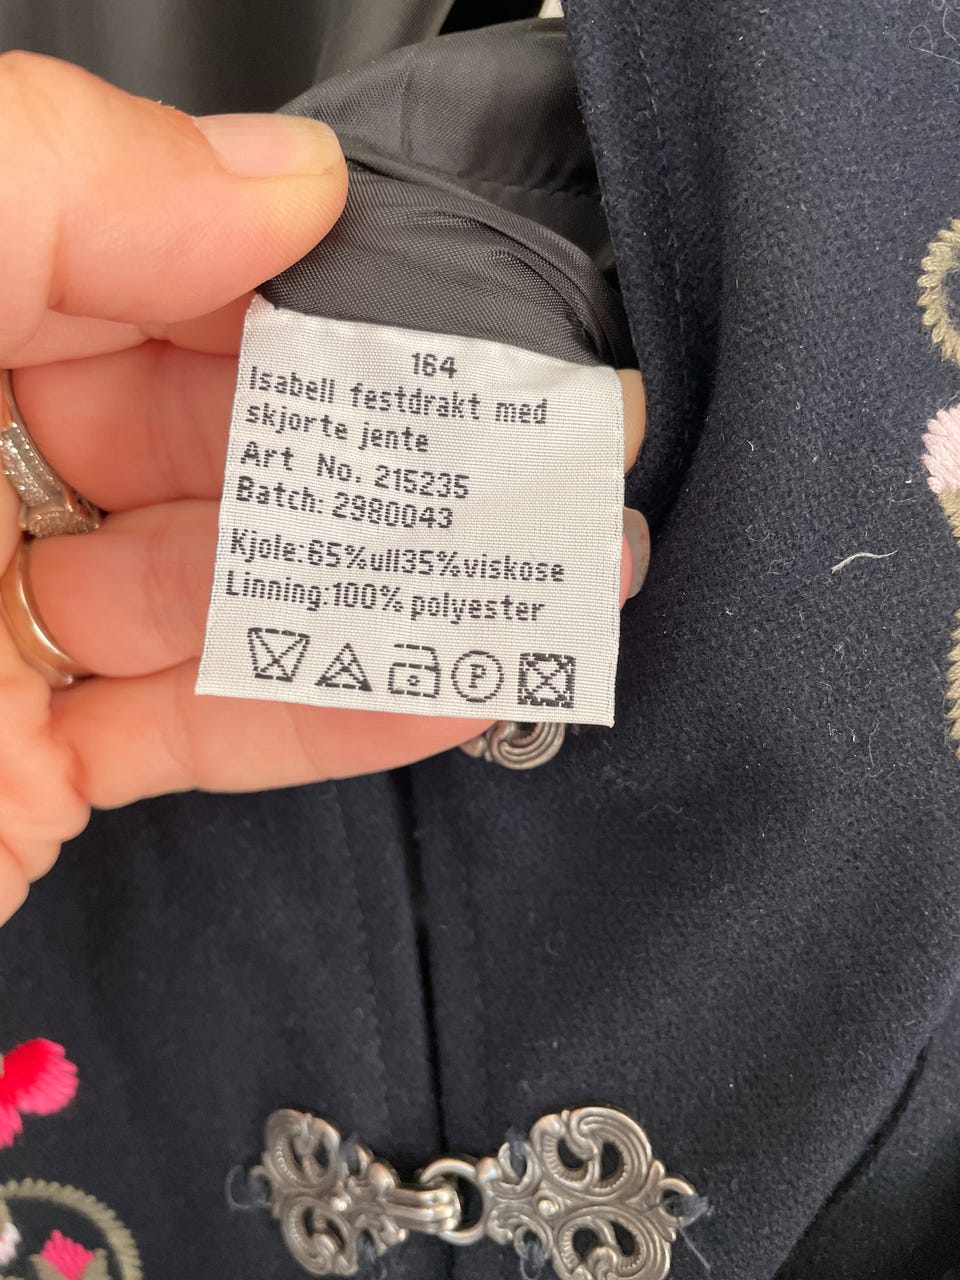 164
Isabell festdrakt med
skjorte jente
Art No. 215235
Batch: 2980043
Kjole:65%ull35%viskose
Linning:100% polyester
P